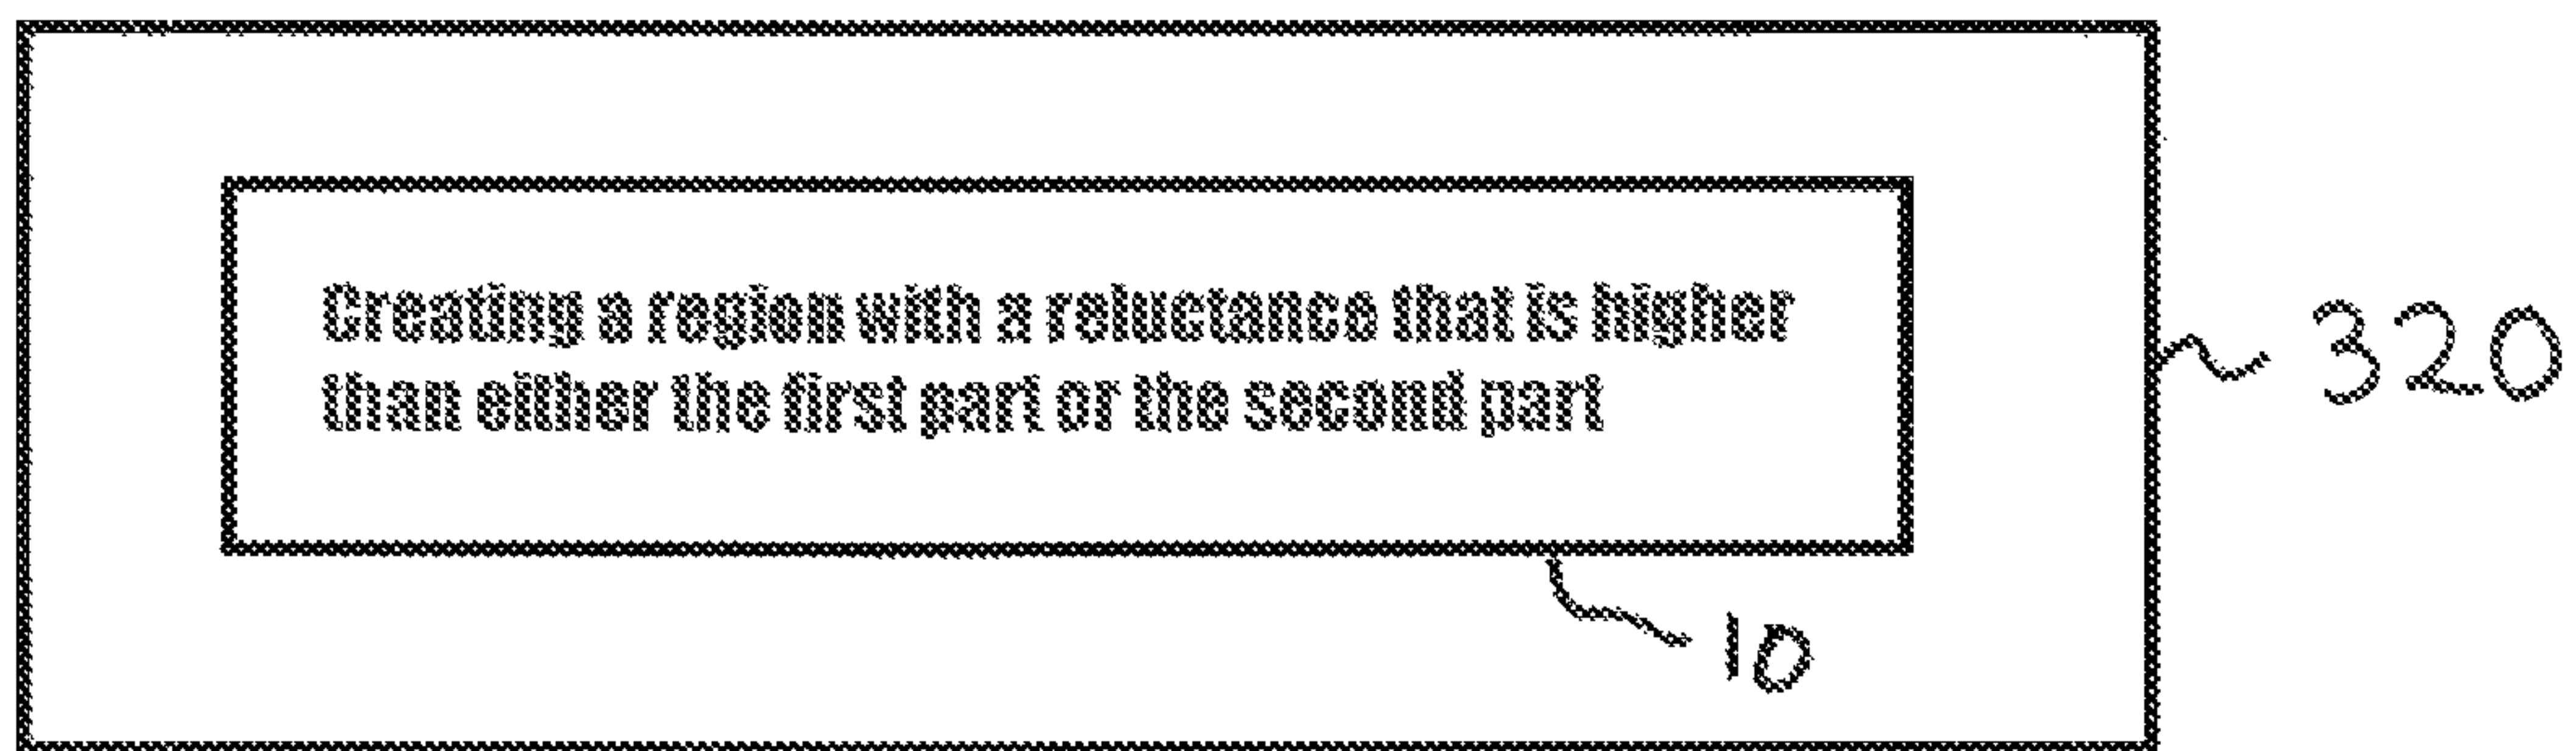 Creating a region with a reluctance that is higher
than either the first part or the second part
320
10